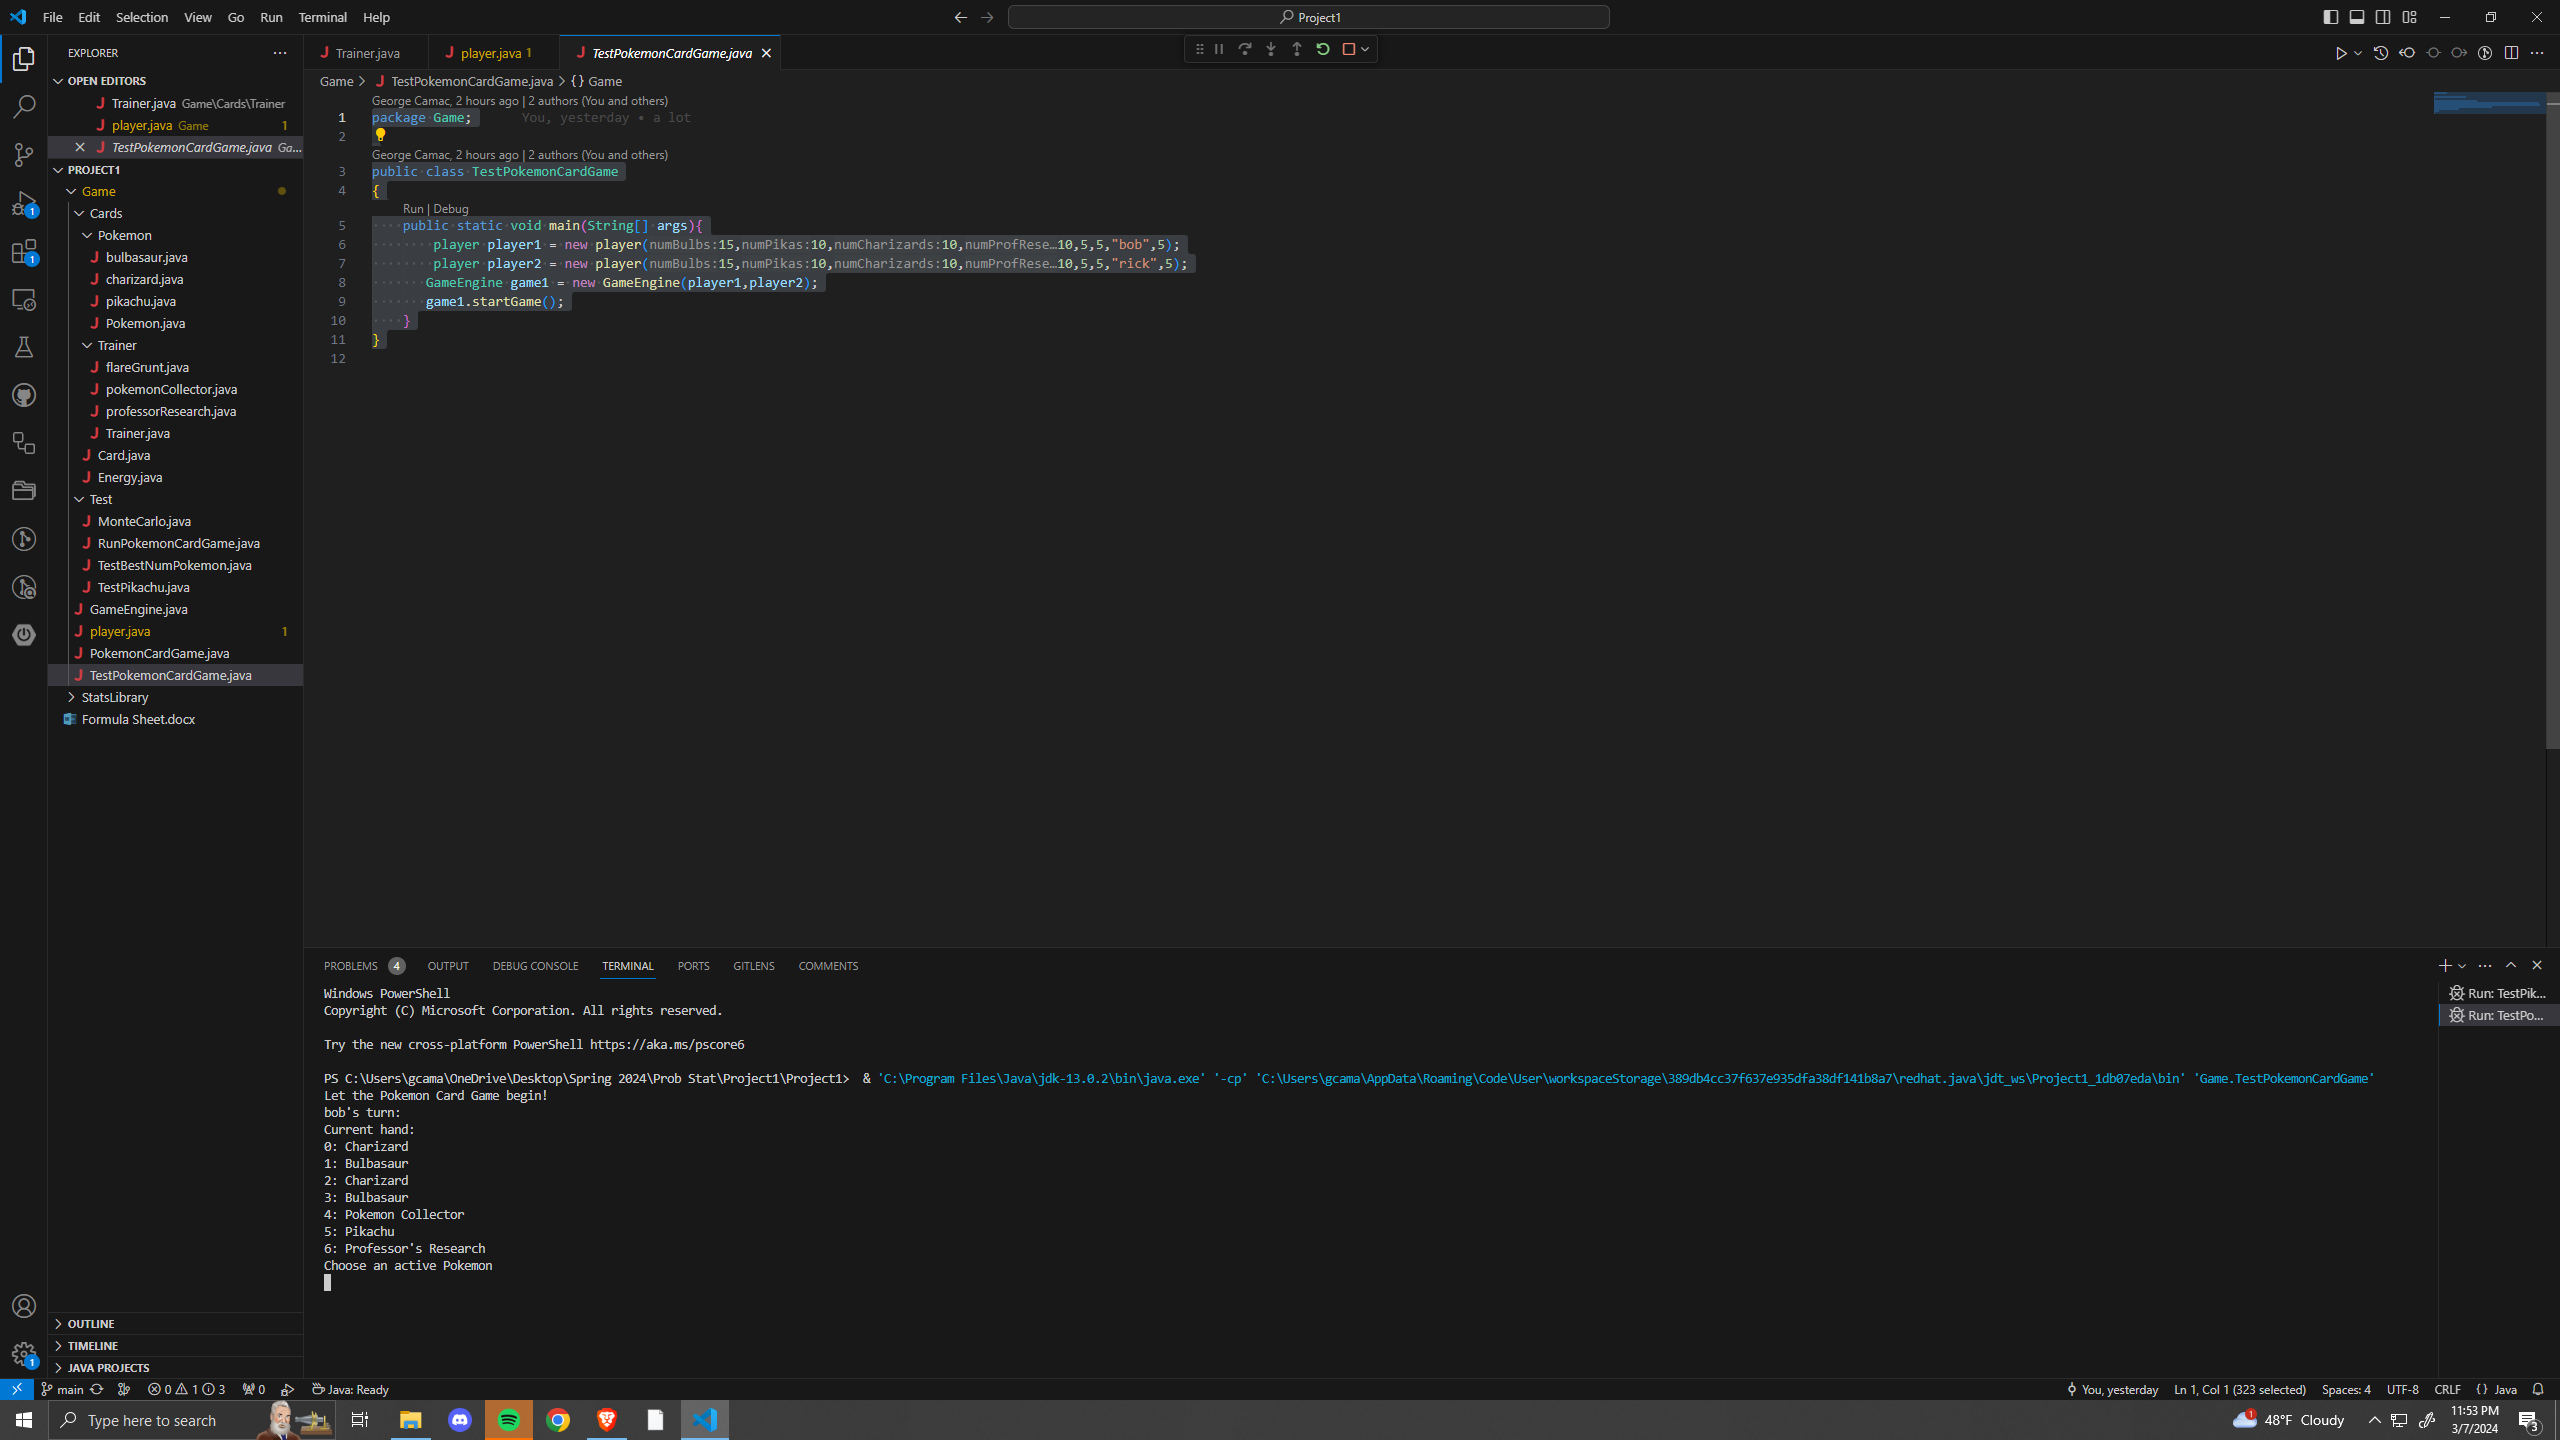 File Edit Selection View Go Run Terminal Help
Project1
EXPLORER
OPEN EDITORS
Trainer.java Game\Cards\Trainer
player.java Game 1
TestPokemonCardGame.java Ga...
PROJECT1
Game
Cards
Pokemon
bulbasaur.java
charizard.java
pikachu.java
Pokemon.java
Trainer
flareGrunt.java
pokemonCollector.java
professorResearch.java
Trainer.java
Card.java
Energy.java
Test
MonteCarlo.java
RunPokemonCardGame.java
TestBestNumPokemon.java
TestPikachu.java
GameEngine.java
player.java 1
PokemonCardGame.java
TestPokemonCardGame.java
StatsLibrary
Formula Sheet.docx
OUTLINE
TIMELINE
JAVA PROJECTS
1
1
1
Trainer.java player.java 1 TestPokemonCardGame.java
Game > TestPokemonCardGame.java > {} Game
George Camac, 2 hours ago | 2 authors (You and others)
1 package Game; You, yesterday • a lot
2
George Camac, 2 hours ago | 2 authors (You and others)
3 public class TestPokemonCardGame
4 {
Run | Debug
5 public static void main(String[] args){
6 player player1 = new player(numBulbs:15,numPikas:10,numCharizards:10,numProfRese…10,5,5,"bob",5);
7 player player2 = new player(numBulbs:15,numPikas:10,numCharizards:10,numProfRese…10,5,5,"rick",5);
8 GameEngine game1 = new GameEngine(player1,player2);
9 game1.startGame();
10 }
11 }
12
PROBLEMS 4 OUTPUT DEBUG CONSOLE TERMINAL PORTS GITLENS COMMENTS
Run: TestPik...
Run: TestPo...
Windows PowerShell
Copyright (C) Microsoft Corporation. All rights reserved.
Try the new cross-platform PowerShell https://aka.ms/pscore6
PS C:\Users\gcama\OneDrive\Desktop\Spring 2024\Prob Stat\Project1\Project1> & 'C:\Program Files\Java\jdk-13.0.2\bin\java.exe' '-cp' 'C:\Users\gcama\AppData\Roaming\Code\User\workspaceStorage\389db4cc37f637e935dfa38df141b8a7\redhat.java\jdt_ws\Project1_1db07eda\bin' 'Game.TestPokemonCardGame'
Let the Pokemon Card Game begin!
bob's turn:
Current hand:
0: Charizard
1: Bulbasaur
2: Charizard
3: Bulbasaur
4: Pokemon Collector
5: Pikachu
6: Professor's Research
Choose an active Pokemon
main 0 1 3 0 Java: Ready You, yesterday Ln 1, Col 1 (323 selected) Spaces: 4 UTF-8 CRLF {} Java
Type here to search
1 48°F Cloudy
11:53 PM
3/7/2024
3